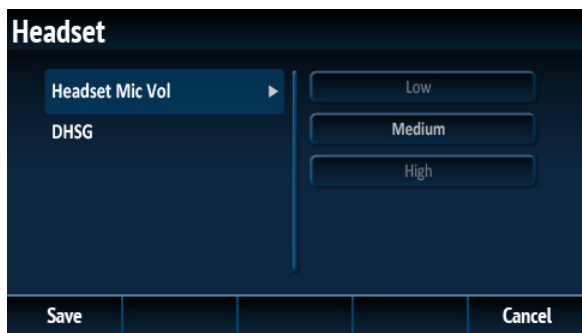 Headset
Headset Mic Vol
DHSG
Low
Medium
High
Save
Cancel